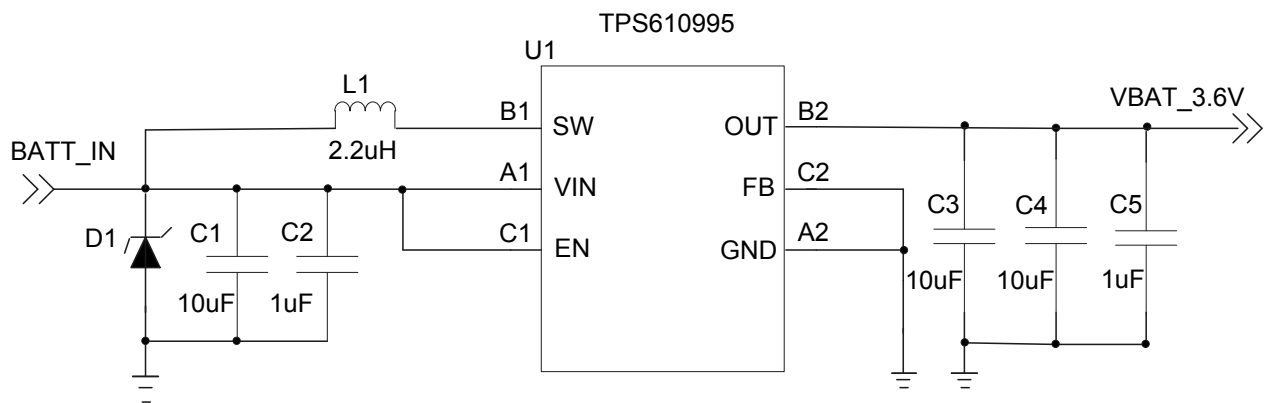 TPS610995
U1
L1
2.2uH
BATT_IN
D1
C1
10uF
C2
1uF
B1
SW
A1
VIN
C1
EN
OUT
B2
FB
C2
GND
A2
VBAT_3.6V
C3
10uF
C4
10uF
C5
1uF